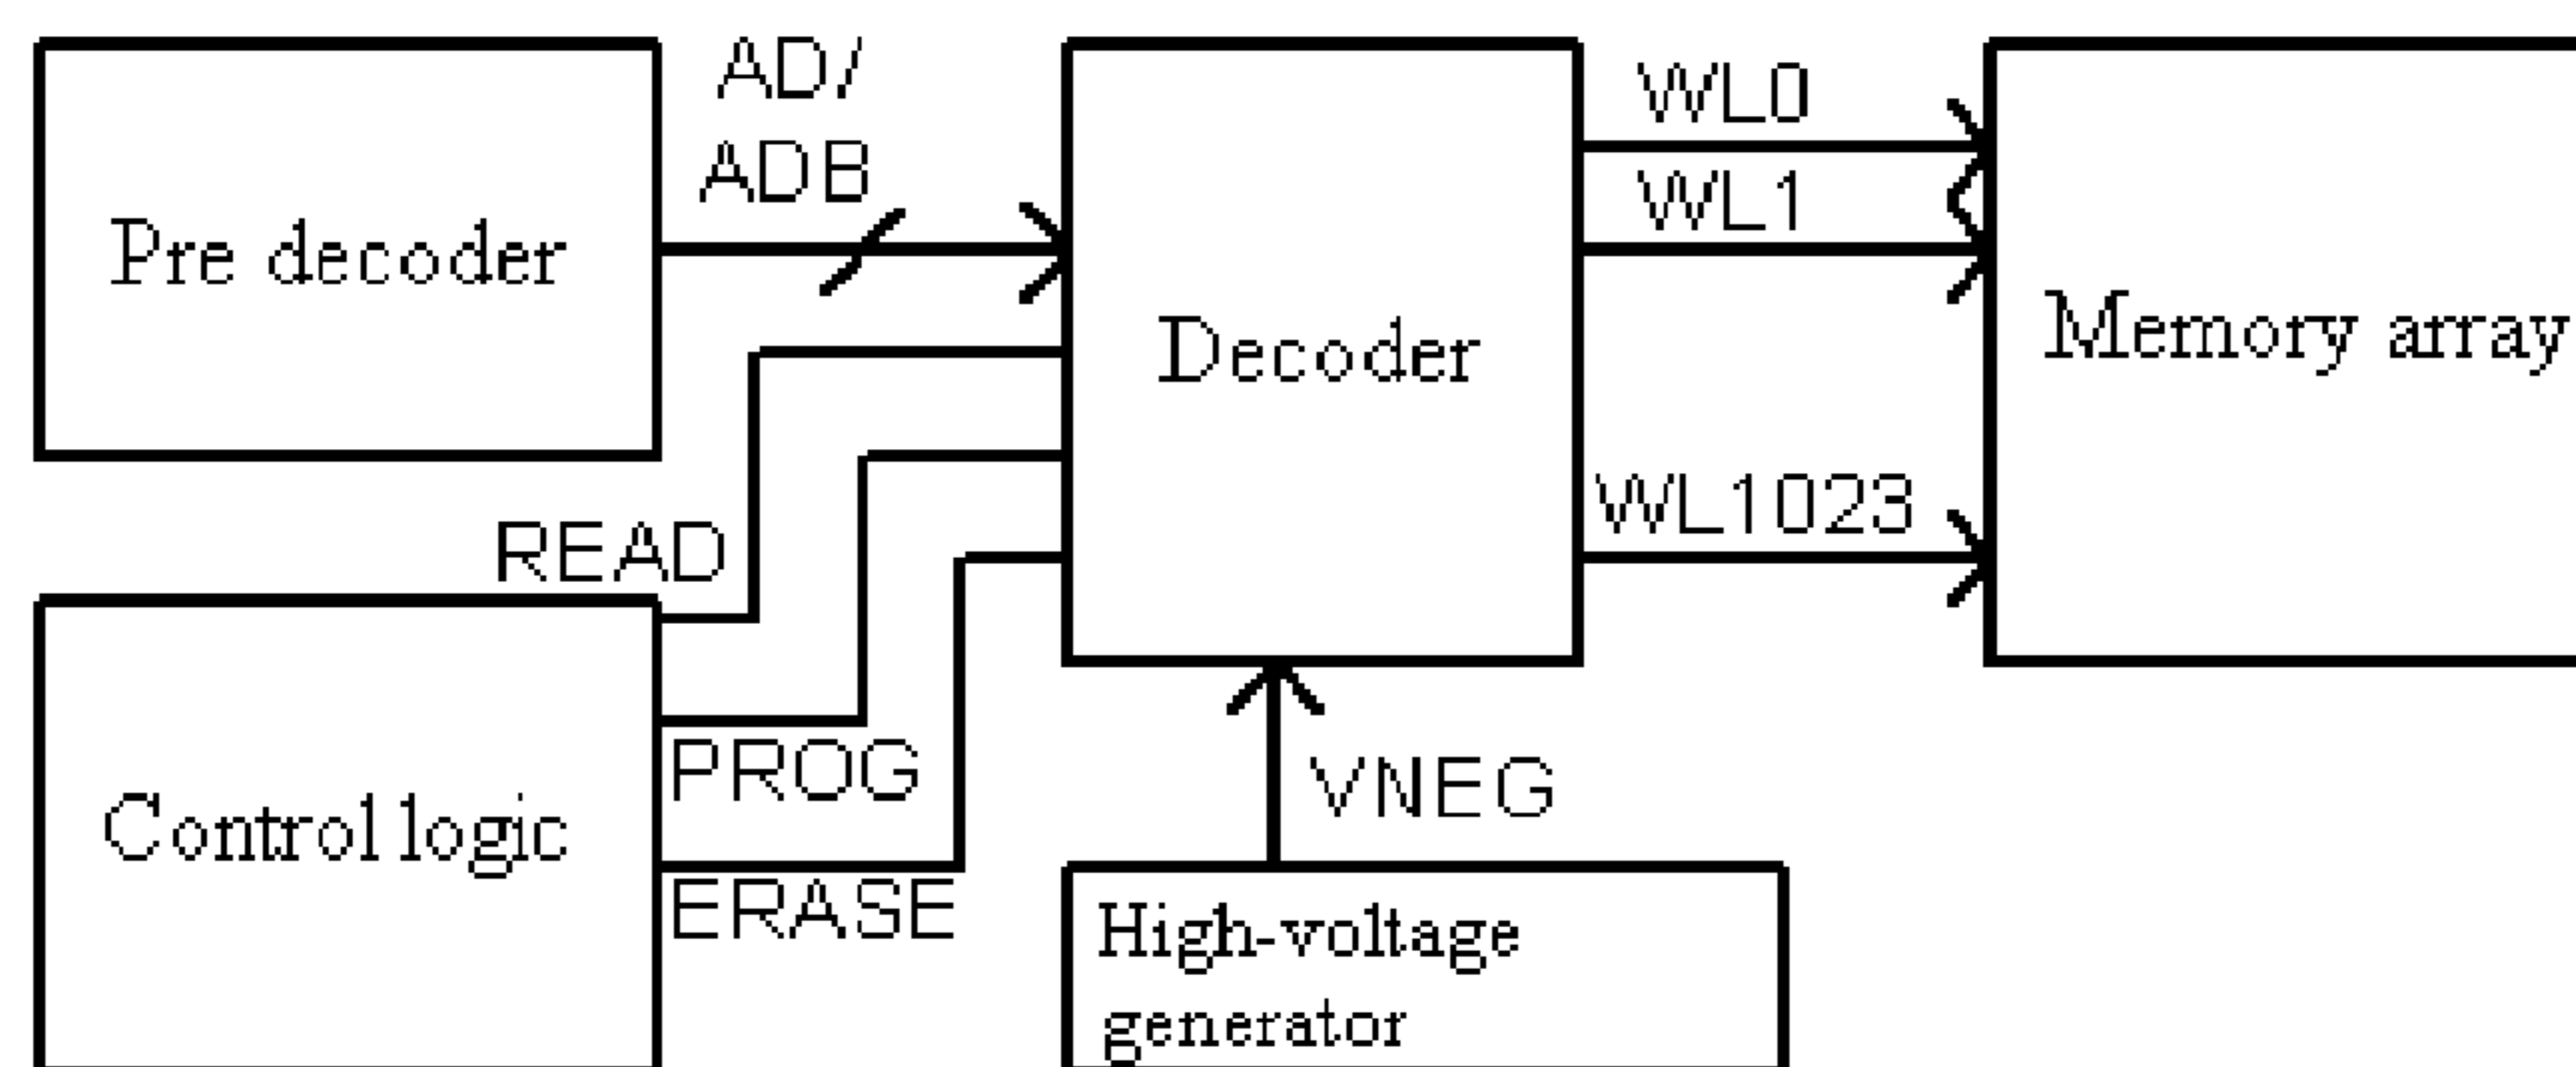 AD/
ADB
Pre decoder
WL0
WL1
Decoder
Memory array
READ
WL1023
PROG
VNEG
Control logic
ERASE
High-voltage
generator